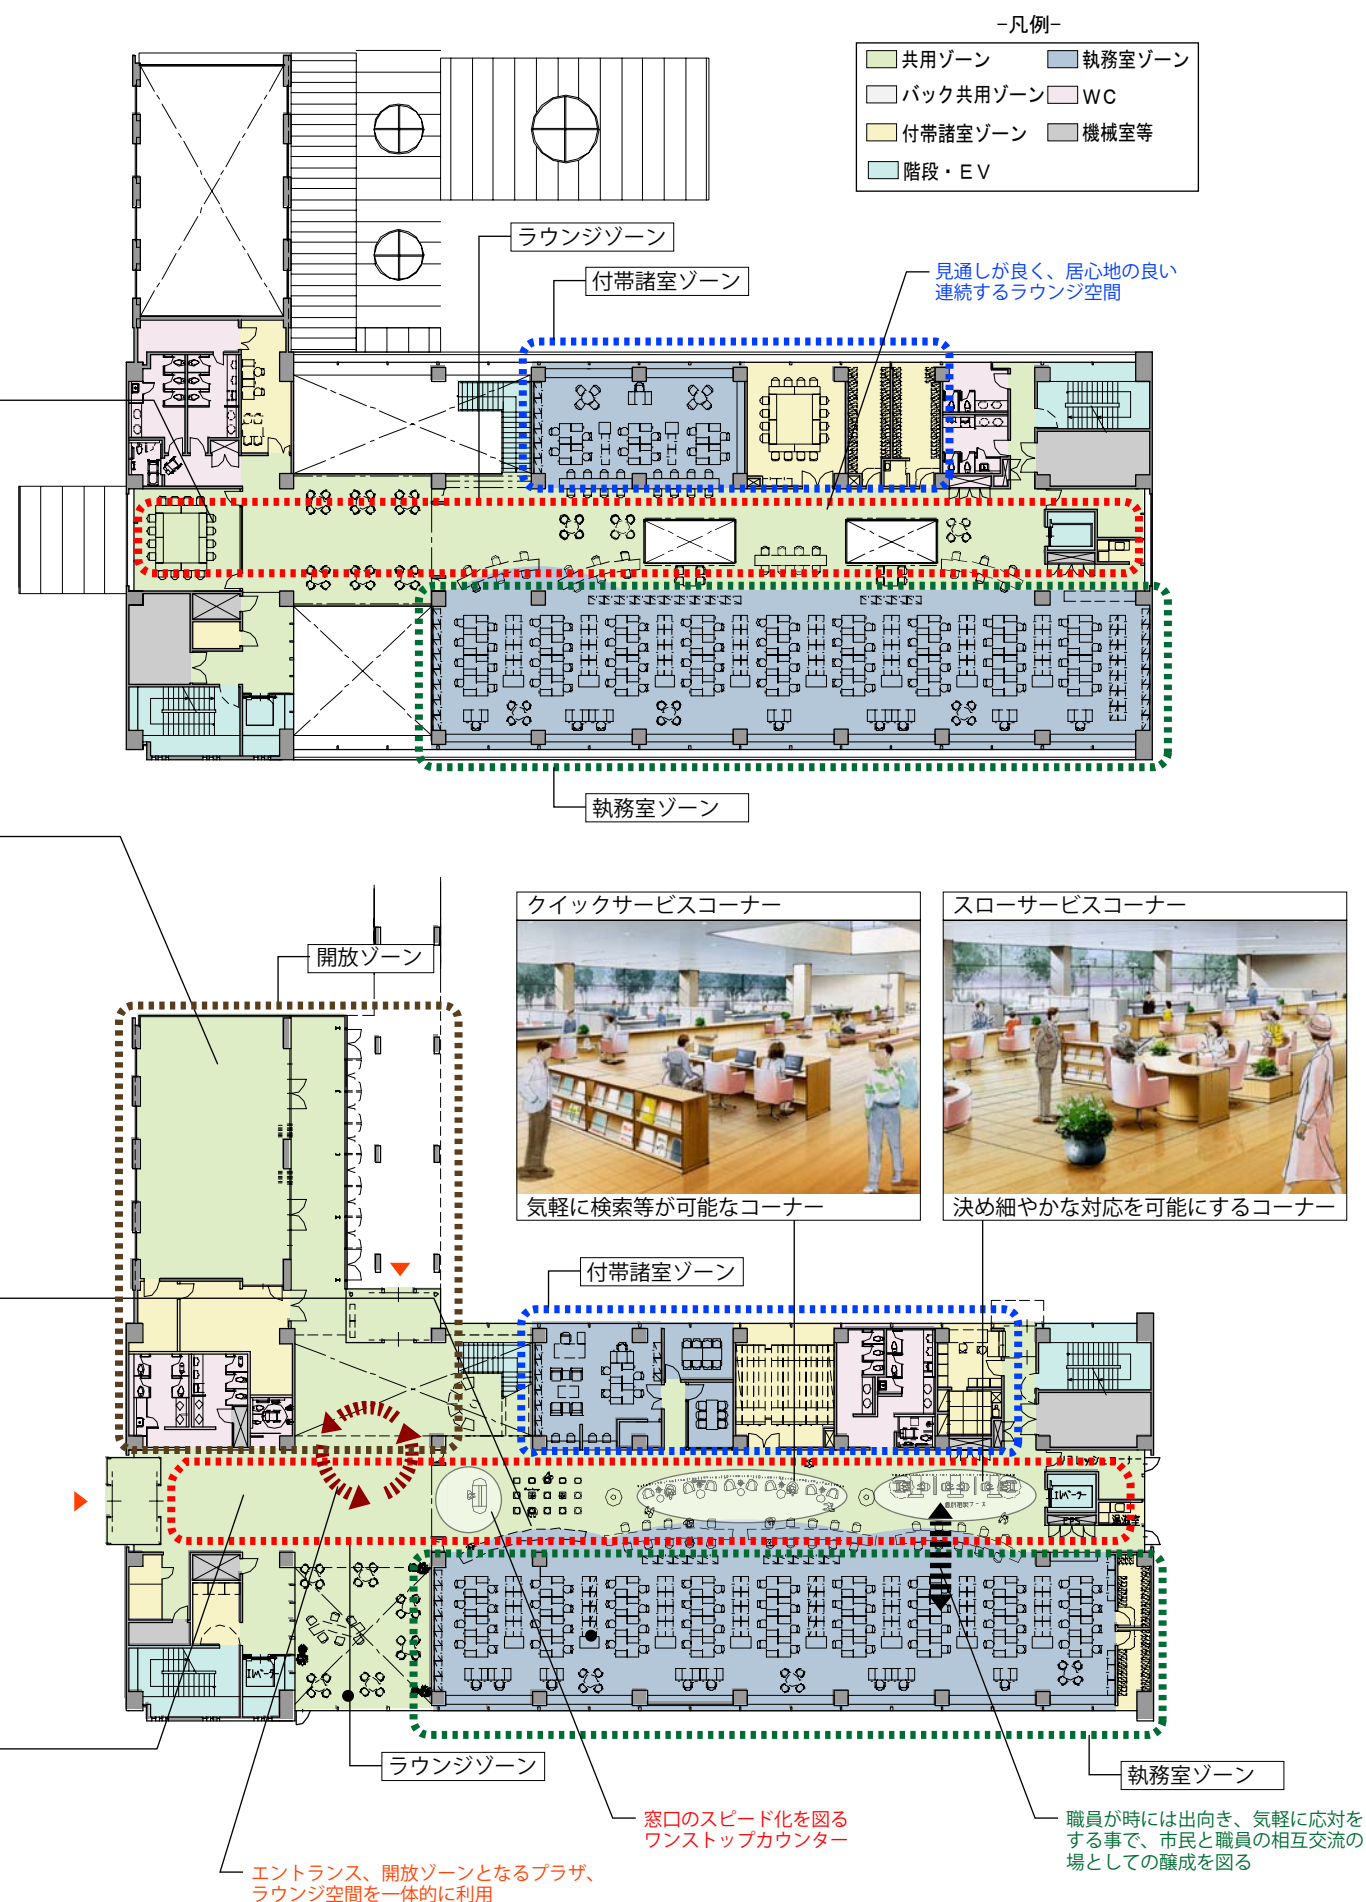 -凡例-
共用ゾーン
執務室ゾーン
バック共用ゾーン
WC
付帯諸室ゾーン
機械室等
階段・EV
ラウンジゾーン
付帯諸室ゾーン
見通しが良く、居心地の良い
連続するラウンジ空間
執務室ゾーン
クイックサービスコーナー
スローサービスコーナー
開放ゾーン
気軽に検索等が可能なコーナー
決め細やかな対応を可能にするコーナー
付帯諸室ゾーン
エレベーター
EPS
エレベーター
ラウンジゾーン
執務室ゾーン
窓口のスピード化を図る
ワンストップカウンター
職員が時には出向き、気軽に応対を
する事で、市民と職員の相互交流の
場としての醸成を図る
エントランス、開放ゾーンとなるプラザ、
ラウンジ空間を一体的に利用